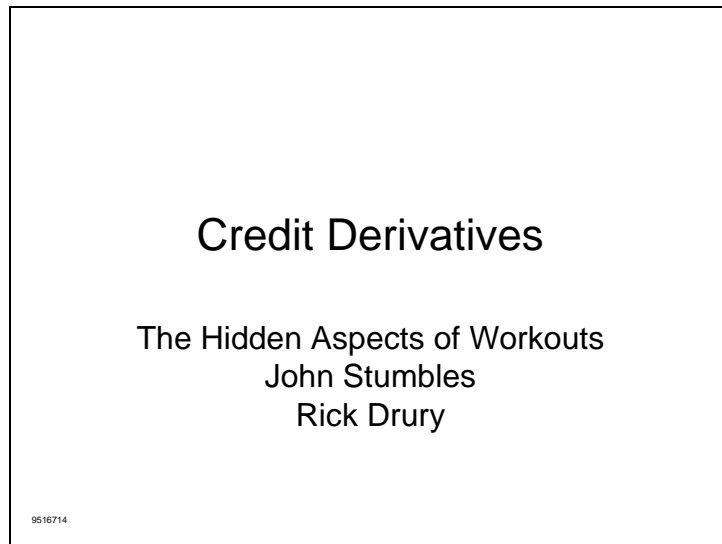 Credit Derivatives
The Hidden Aspects of Workouts
John Stumbles
Rick Drury
9516714